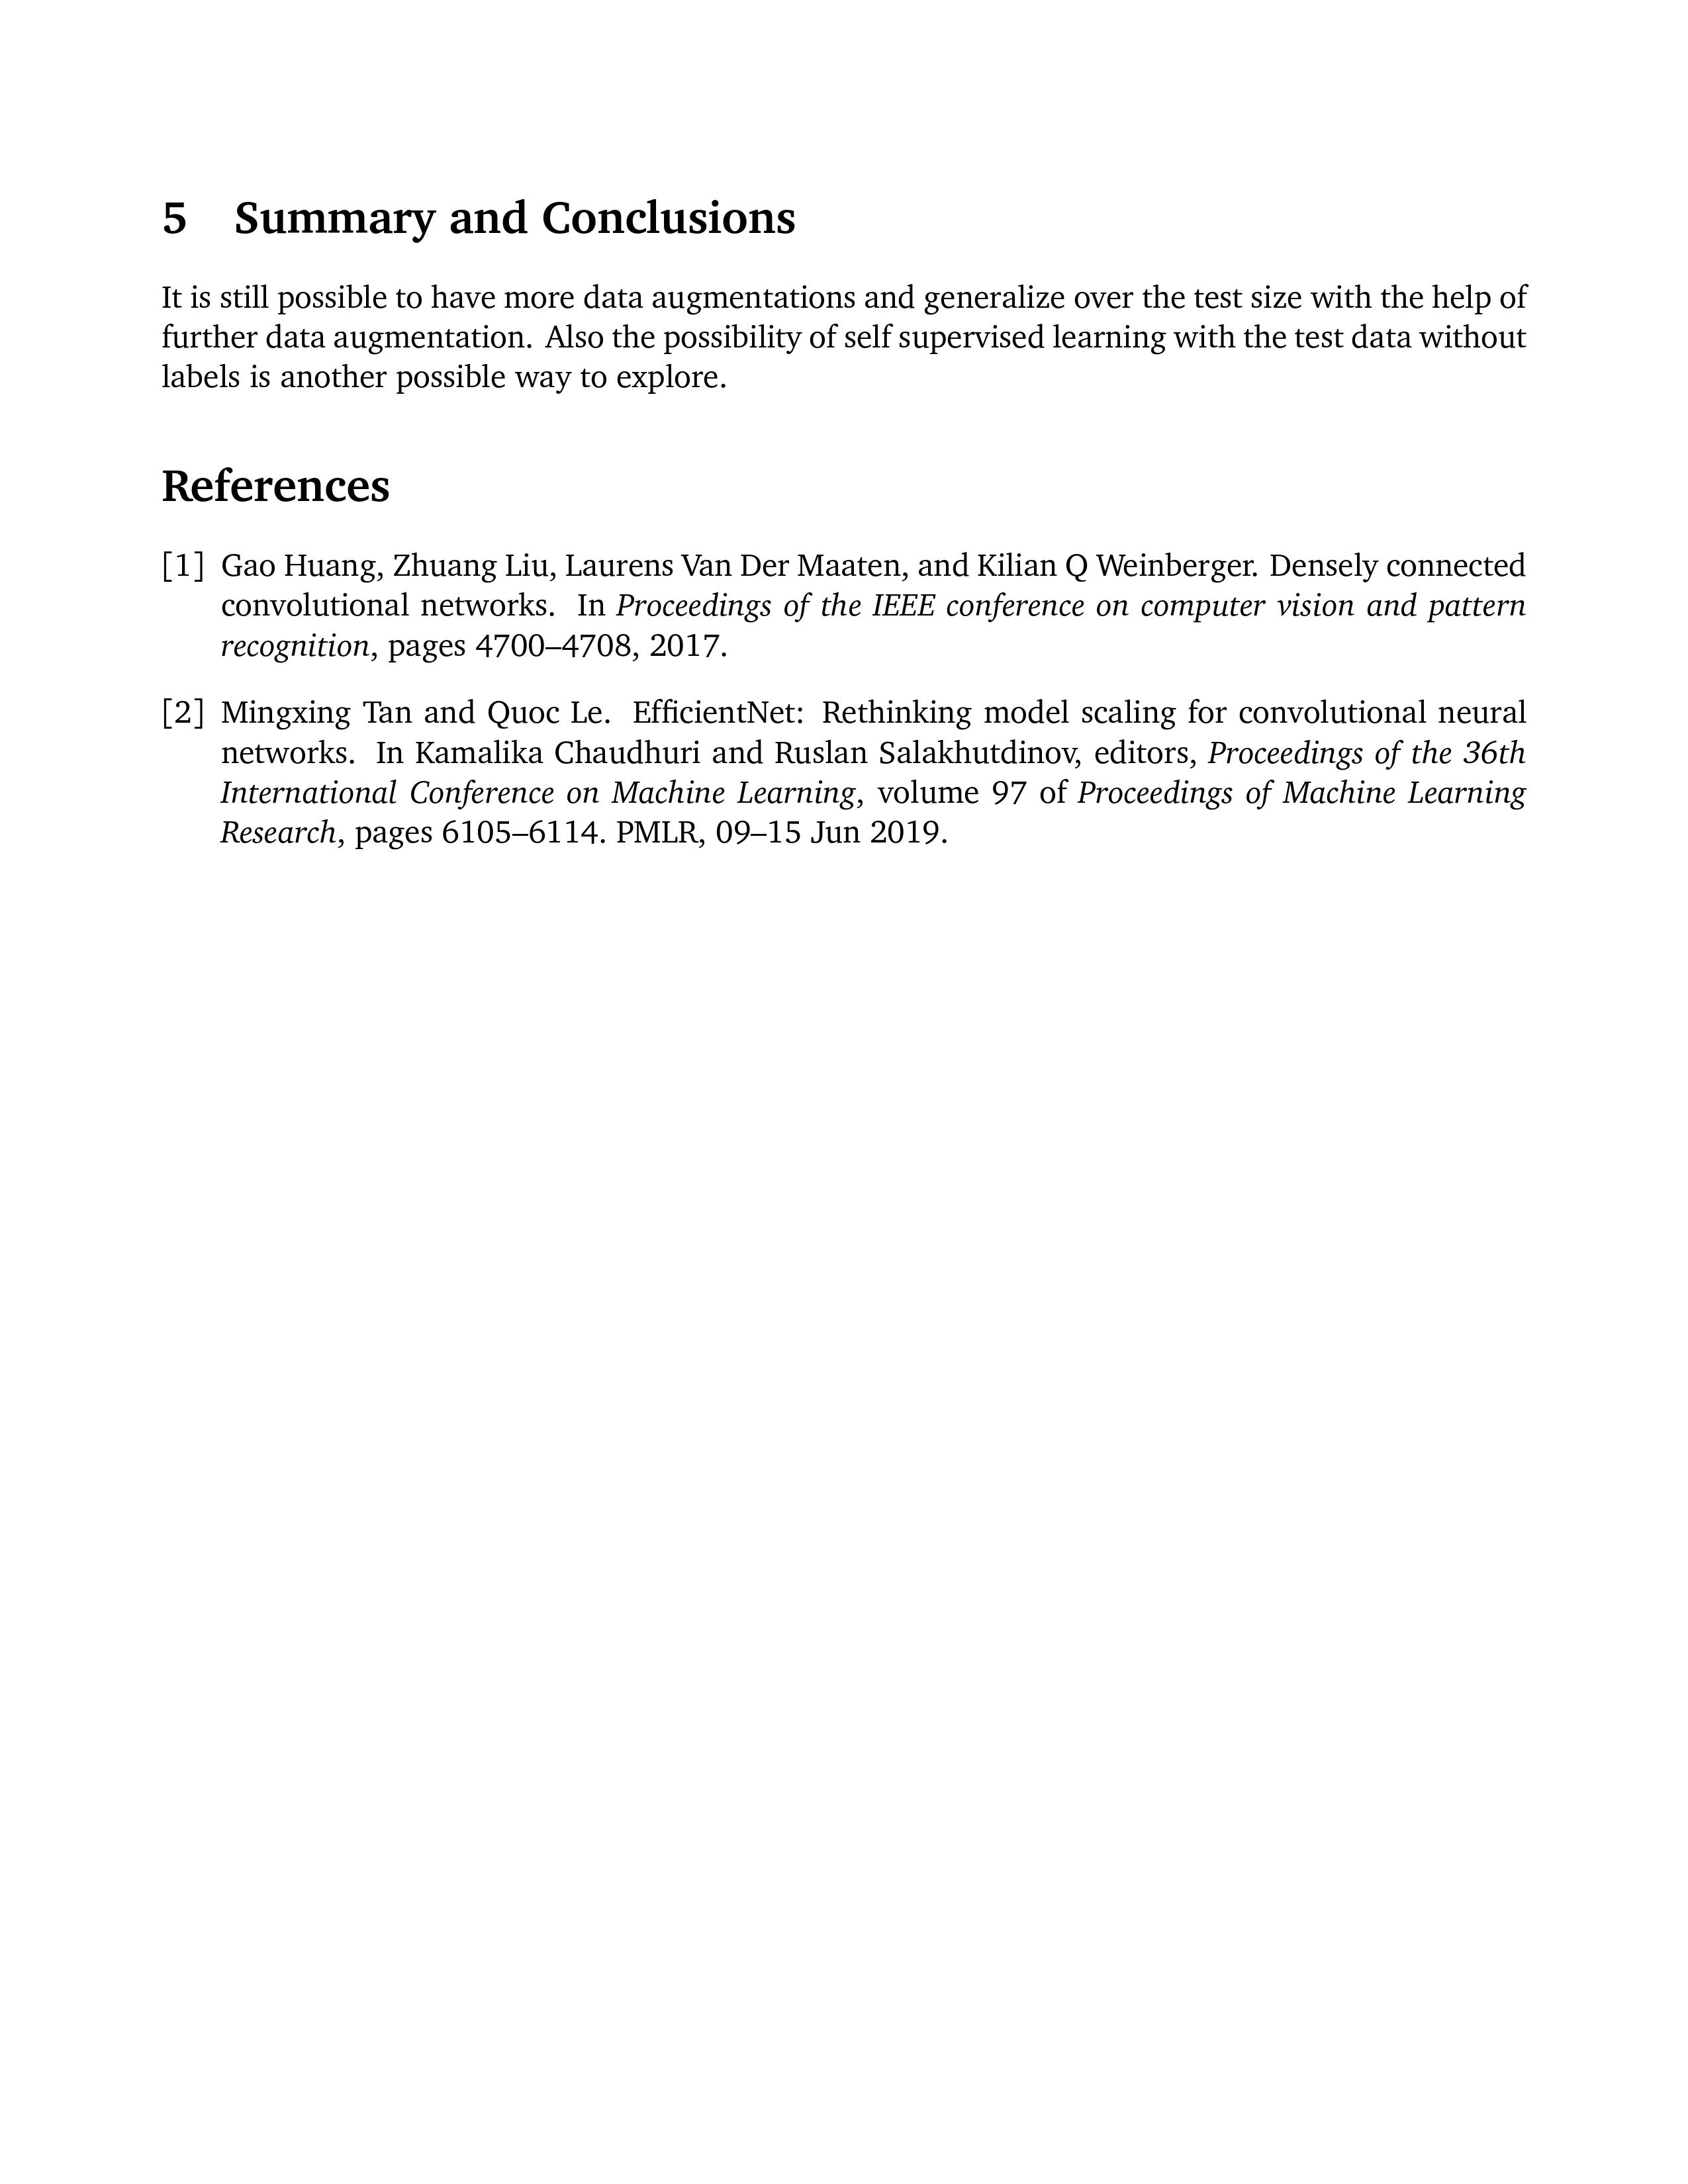 5 Summary and Conclusions
It is still possible to have more data augmentations and generalize over the test size with the help of
further data augmentation. Also the possibility of self supervised learning with the test data without
labels is another possible way to explore.
References
[1] Gao Huang, Zhuang Liu, Laurens Van Der Maaten, and Kilian Q Weinberger. Densely connected
convolutional networks. In Proceedings of the IEEE conference on computer vision and pattern
recognition, pages 4700–4708, 2017.
[2] Mingxing Tan and Quoc Le. EfficientNet: Rethinking model scaling for convolutional neural
networks. In Kamalika Chaudhuri and Ruslan Salakhutdinov, editors, Proceedings of the 36th
International Conference on Machine Learning, volume 97 of Proceedings of Machine Learning
Research, pages 6105–6114. PMLR, 09–15 Jun 2019.